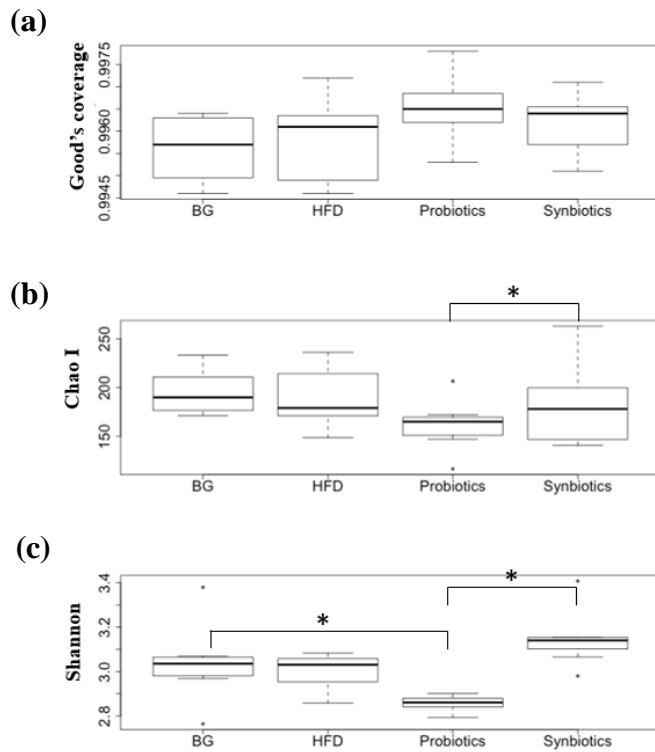 (a)
Good's coverage
0.9975
0.9960
0.9945
BG HFD Probiotics Synbiotics
(b)
*
Chao I
250
200
150
BG HFD Probiotics Synbiotics
(c)
Shannon
3.4
3.2
3.0
2.8
*
*
BG HFD Probiotics Synbiotics